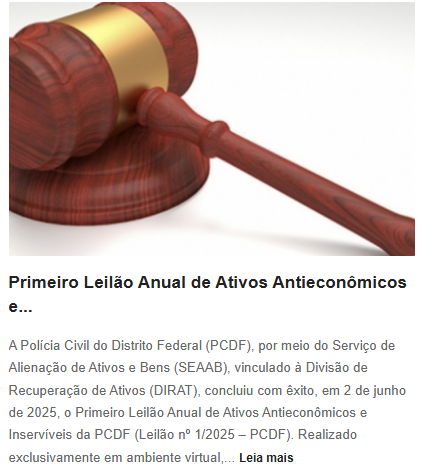 Primeiro Leilão Anual de Ativos Antieconômicos
e...
A Polícia Civil do Distrito Federal (PCDF), por meio do Serviço de
Alienação de Ativos e Bens (SEAAB), vinculado à Divisão de
Recuperação de Ativos (DIRAT), concluiu com êxito, em 2 de junho
de 2025, o Primeiro Leilão Anual de Ativos Antieconômicos e
Inservíveis da PCDF (Leilão nº 1/2025 – PCDF). Realizado
exclusivamente em ambiente virtual,... Leia mais